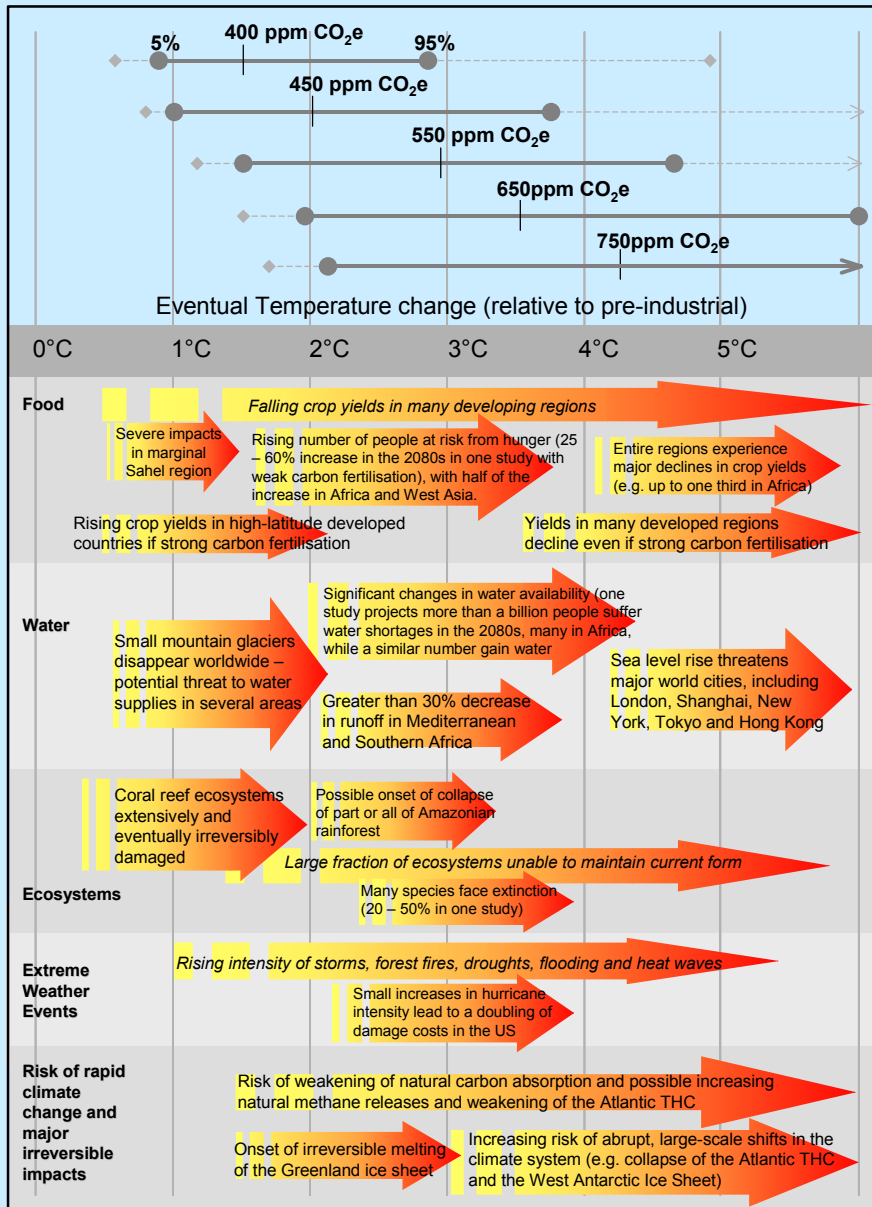 5% 400 ppm CO₂e 95%
450 ppm CO₂e
550 ppm CO₂e
650ppm CO₂e
750ppm CO₂e
Eventual Temperature change (relative to pre-industrial)
0°C 1°C 2°C 3°C 4°C 5°C
Food
Falling crop yields in many developing regions
Severe impacts
in marginal
Sahel region
Rising number of people at risk from hunger (25
– 60% increase in the 2080s in one study with
weak carbon fertilisation), with half of the
increase in Africa and West Asia.
Entire regions experience
major declines in crop yields
(e.g. up to one third in Africa)
Rising crop yields in high-latitude developed
countries if strong carbon fertilisation
Yields in many developed regions
decline even if strong carbon fertilisation
Water
Small mountain glaciers
disappear worldwide –
potential threat to water
supplies in several areas
Significant changes in water availability (one
study projects more than a billion people suffer
water shortages in the 2080s, many in Africa,
while a similar number gain water
Greater than 30% decrease
in runoff in Mediterranean
and Southern Africa
Sea level rise threatens
major world cities, including
London, Shanghai, New
York, Tokyo and Hong Kong
Ecosystems
Coral reef ecosystems
extensively and
eventually irreversibly
damaged
Possible onset of collapse
of part or all of Amazonian
rainforest
Large fraction of ecosystems unable to maintain current form
Many species face extinction
(20 – 50% in one study)
Extreme
Weather
Events
Rising intensity of storms, forest fires, droughts, flooding and heat waves
Small increases in hurricane
intensity lead to a doubling of
damage costs in the US
Risk of rapid
climate
change and
major
irreversible
impacts
Risk of weakening of natural carbon absorption and possible increasing
natural methane releases and weakening of the Atlantic THC
Onset of irreversible melting
of the Greenland ice sheet
Increasing risk of abrupt, large-scale shifts in the
climate system (e.g. collapse of the Atlantic THC
and the West Antarctic Ice Sheet)